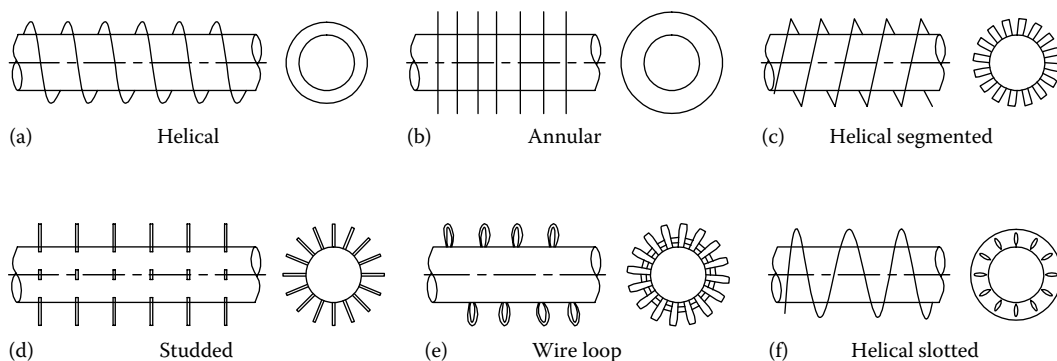 (a) Helical
(b) Annular
(c) Helical segmented
(d) Studded
(e) Wire loop
(f) Helical slotted